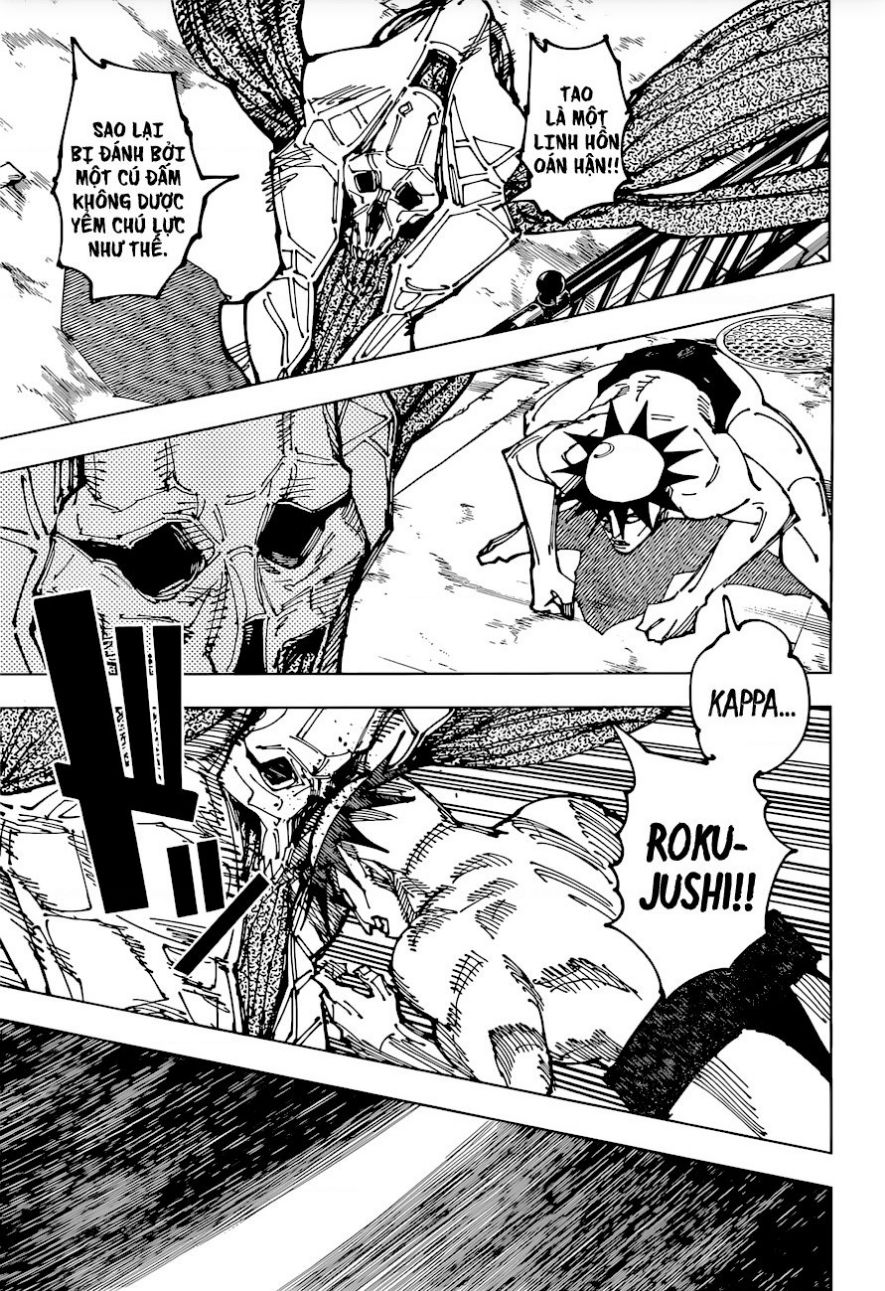 TAO
LÀ MỘT
LINH HỒN
OÁN HẬN!!
SAO LẠI
BỊ ĐÁNH BỞI
MỘT CÚ ĐẤM
KHÔNG DƯỢC
YỂM CHÚ LỰC
NHƯ THẾ.
KAPPA...
ROKU-
JUSHI!!